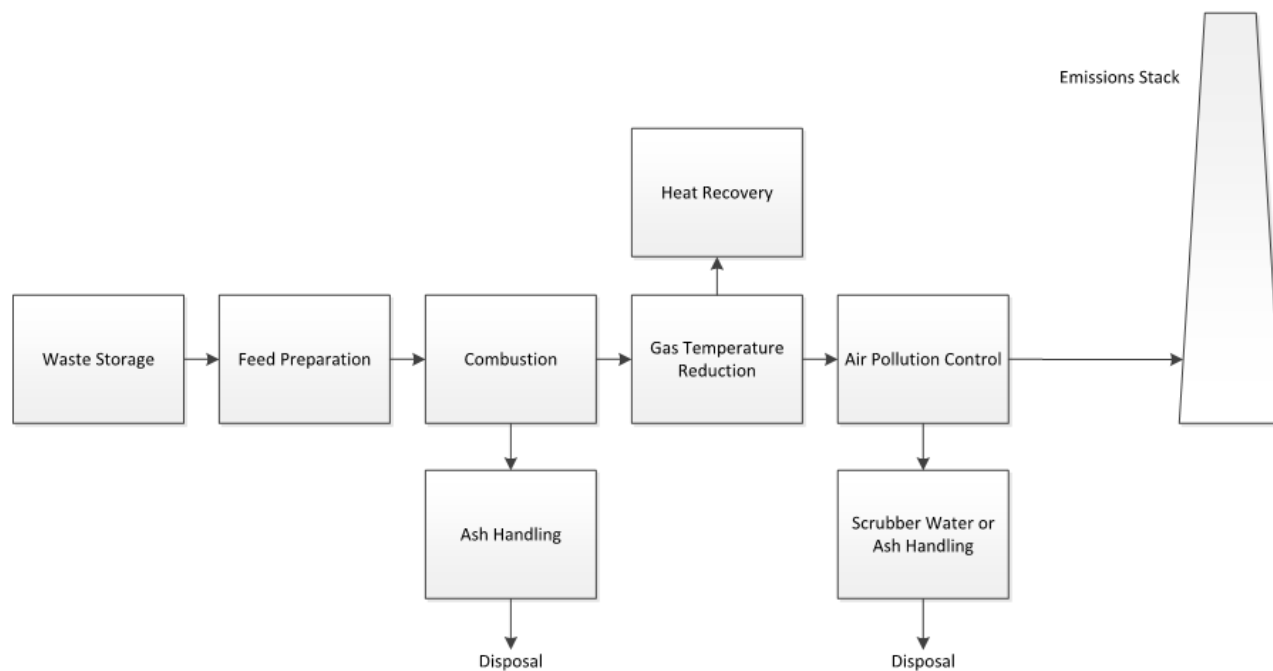 Emissions Stack
Heat Recovery
Waste Storage
Feed Preparation
Combustion
Gas Temperature
Reduction
Air Pollution Control
Ash Handling
Scrubber Water or
Ash Handling
Disposal
Disposal